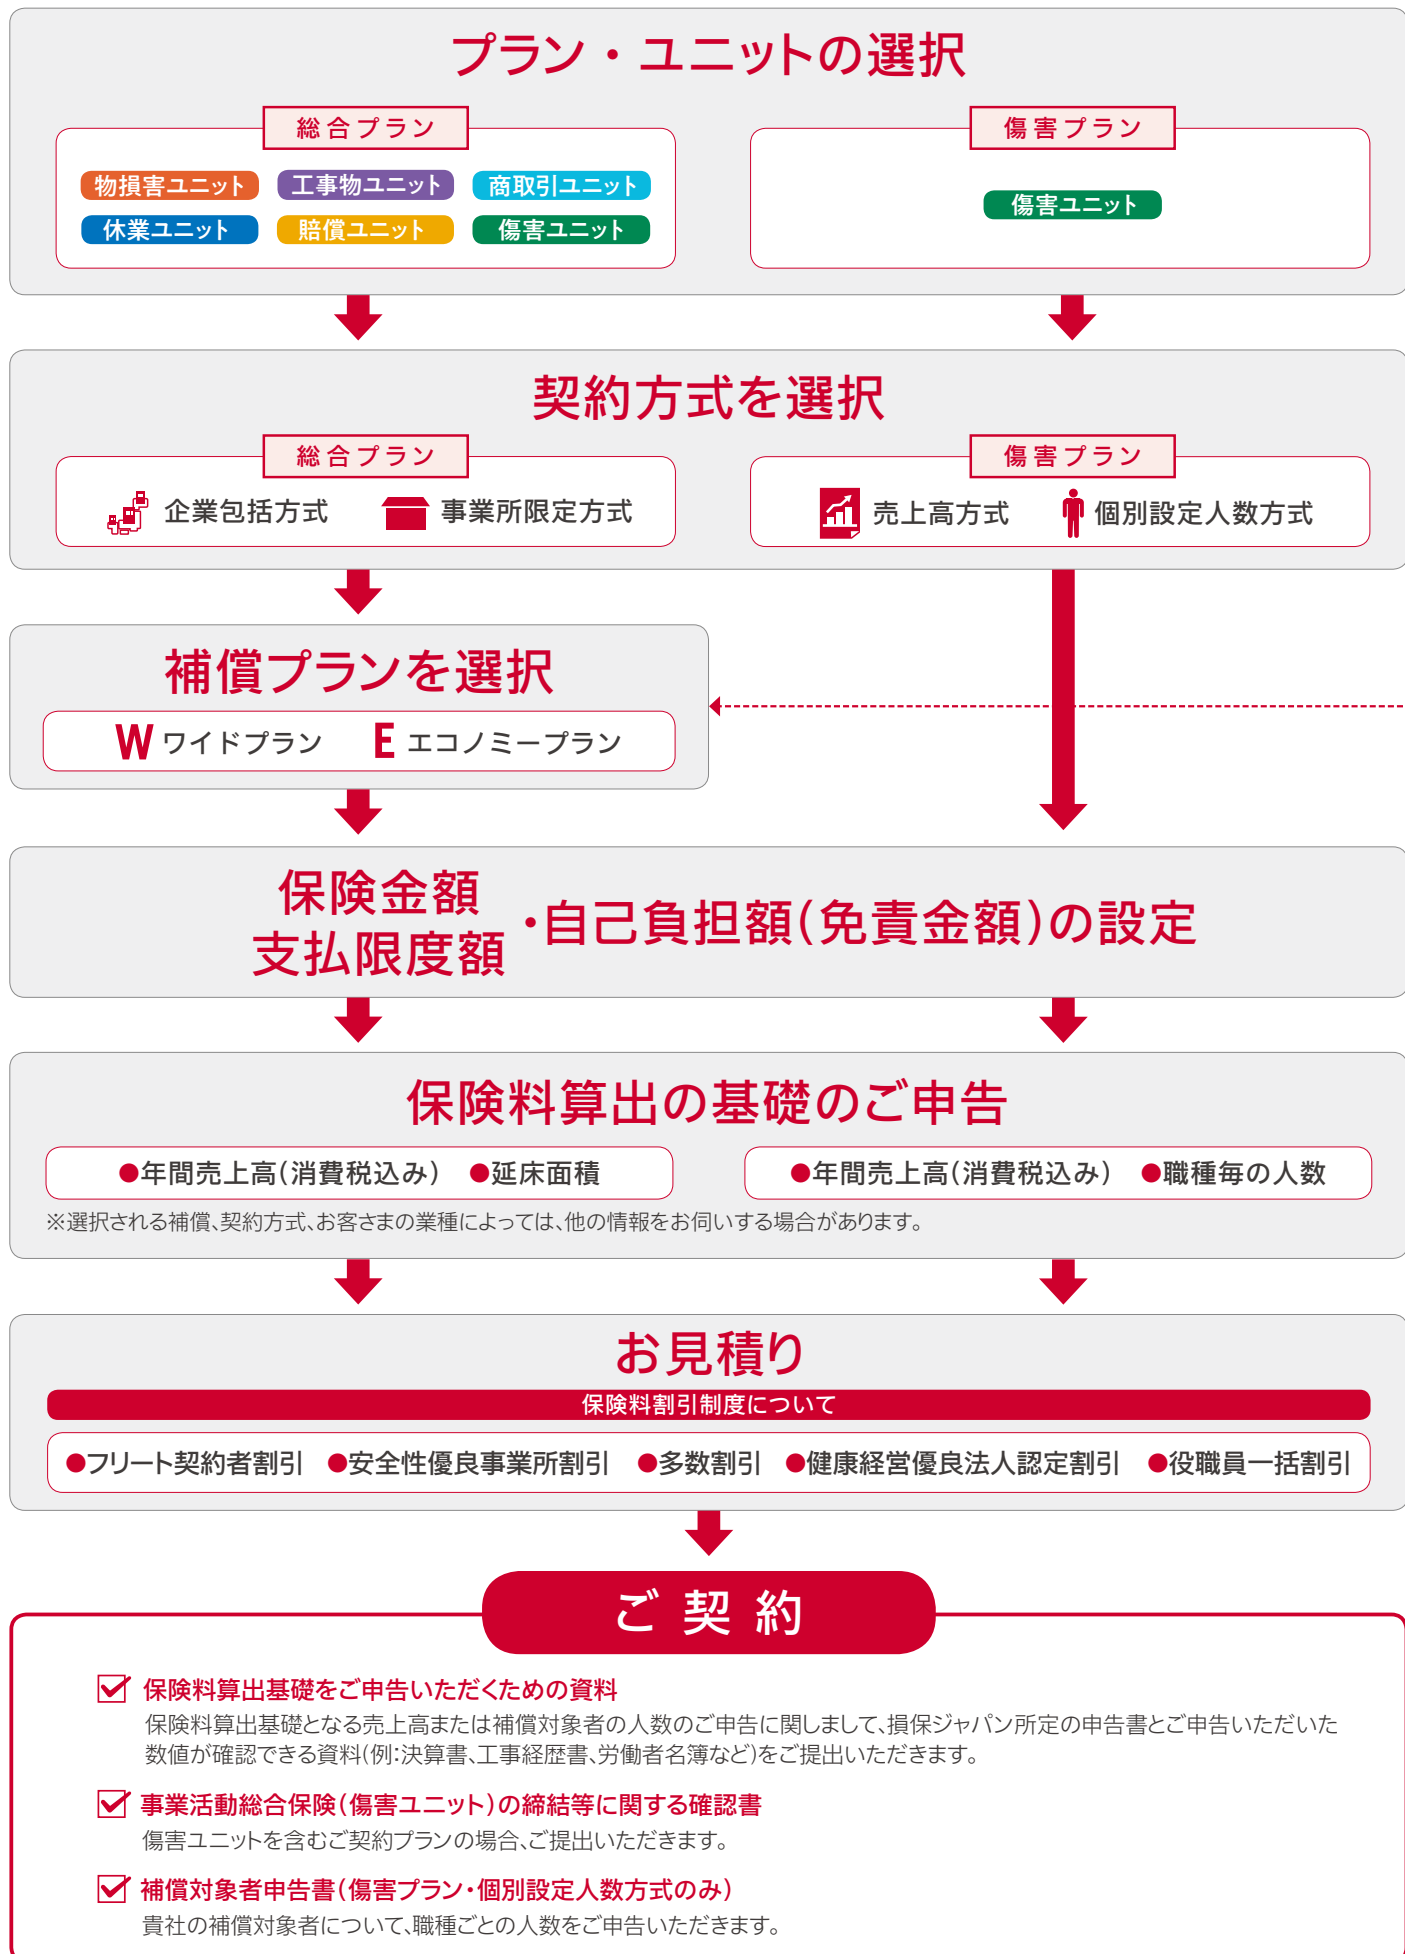 プラン・ユニットの選択
総合プラン
物損害ユニット 工事物ユニット 商取引ユニット
休業ユニット 賠償ユニット 傷害ユニット
傷害プラン
傷害ユニット
契約方式を選択
総合プラン
企業包括方式 事業所限定方式
傷害プラン
売上高方式 個別設定人数方式
補償プランを選択
W ワイドプラン E エコノミープラン
保険金額
支払限度額
・自己負担額(免責金額)の設定
保険料算出の基礎のご申告
●年間売上高(消費税込み) ●延床面積
●年間売上高(消費税込み) ●職種毎の人数
※選択される補償、契約方式、お客さまの業種によっては、他の情報をお伺いする場合があります。
お見積り
保険料割引制度について
●フリート契約者割引 ●安全性優良事業所割引 ●多数割引 ●健康経営優良法人認定割引 ●役職員一括割引
ご契約
保険料算出基礎をご申告いただくための資料
保険料算出基礎となる売上高または補償対象者の人数のご申告に関しまして、損保ジャパン所定の申告書とご申告いただいた
数値が確認できる資料(例:決算書、工事経歴書、労働者名簿など)をご提出いただきます。
事業活動総合保険(傷害ユニット)の締結等に関する確認書
傷害ユニットを含むご契約プランの場合、ご提出いただきます。
補償対象者申告書(傷害プラン・個別設定人数方式のみ)
貴社の補償対象者について、職種ごとの人数をご申告いただきます。